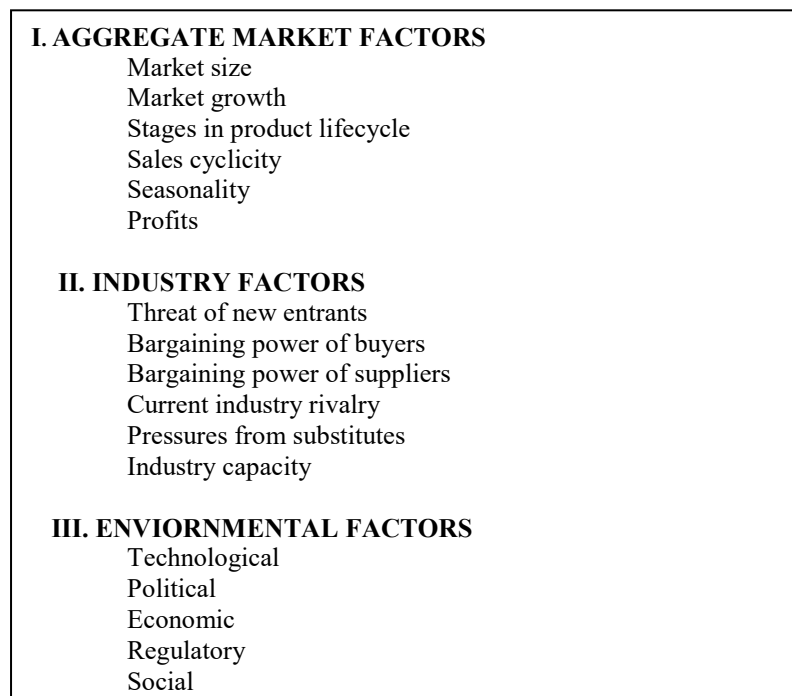 I. AGGREGATE MARKET FACTORS
Market size
Market growth
Stages in product lifecycle
Sales cyclicity
Seasonality
Profits
II. INDUSTRY FACTORS
Threat of new entrants
Bargaining power of buyers
Bargaining power of suppliers
Current industry rivalry
Pressures from substitutes
Industry capacity
III. ENVIORNMENTAL FACTORS
Technological
Political
Economic
Regulatory
Social